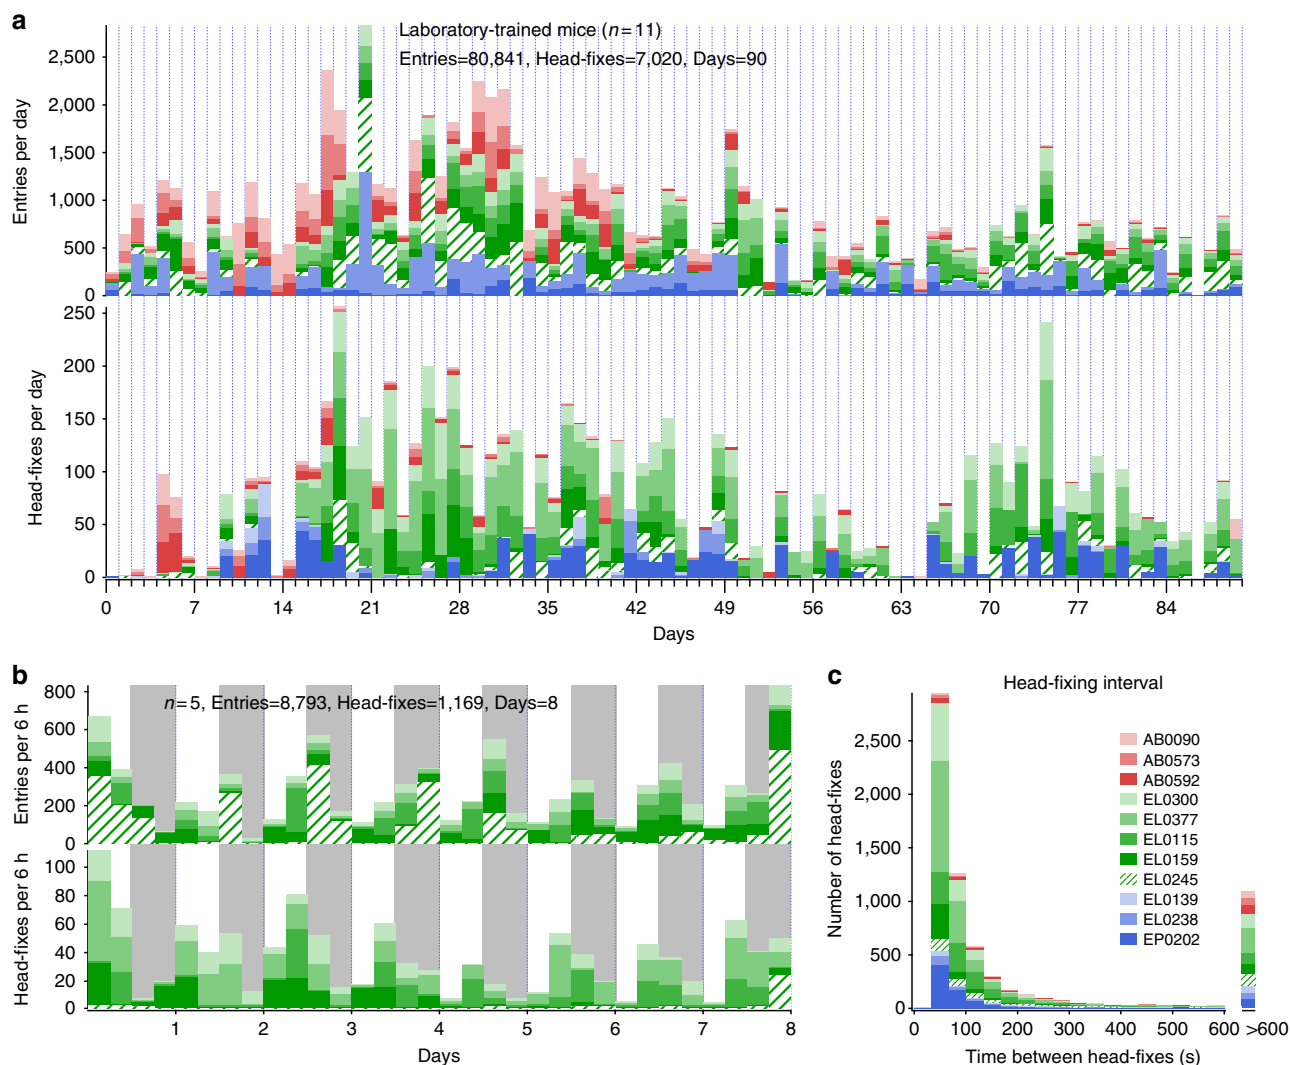 a
Laboratory-trained mice (n=11)
Entries=80,841, Head-fixes=7,020, Days=90
Entries per day
2,500
2,000
1,500
1,000
500
0
Head-fixes per day
250
200
150
100
50
0
0 7 14 21 28 35 42 49 56 63 70 77 84
Days
b
n=5, Entries=8,793, Head-fixes=1,169, Days=8
Entries per 6 h
800
600
400
200
0
Head-fixes per 6 h
100
80
60
40
20
0
1 2 3 4 5 6 7 8
Days
c
Head-fixing interval
Number of head-fixes
2,500
2,000
1,500
1,000
500
0
AB0090
AB0573
AB0592
EL0300
EL0377
EL0115
EL0159
EL0245
EL0139
EL0238
EP0202
0 100 200 300 400 500 600 >600
Time between head-fixes (s)